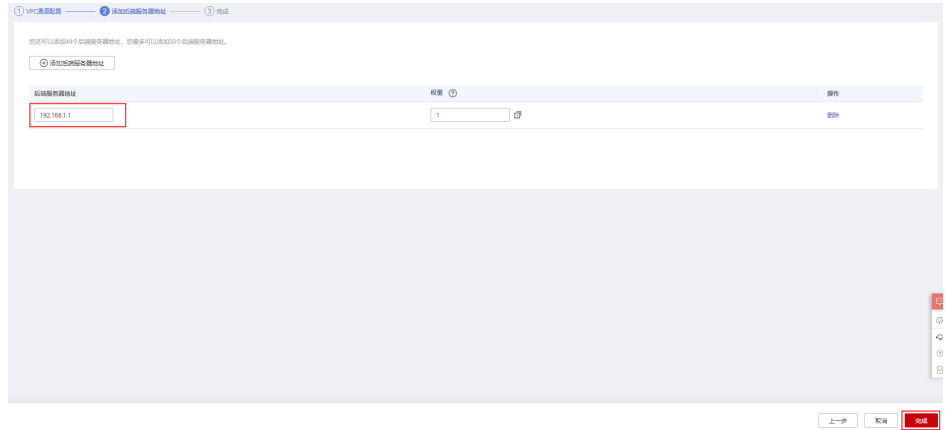 1 VPC通道配置 2 添加后端服务器地址 3 完成
您还可以添加49个后端服务器地址，您最多可以添加50个后端服务器地址。
添加后端服务器地址
后端服务器地址 权重 ? 操作
192.168.1.1 1 删除
上一步 取消 完成